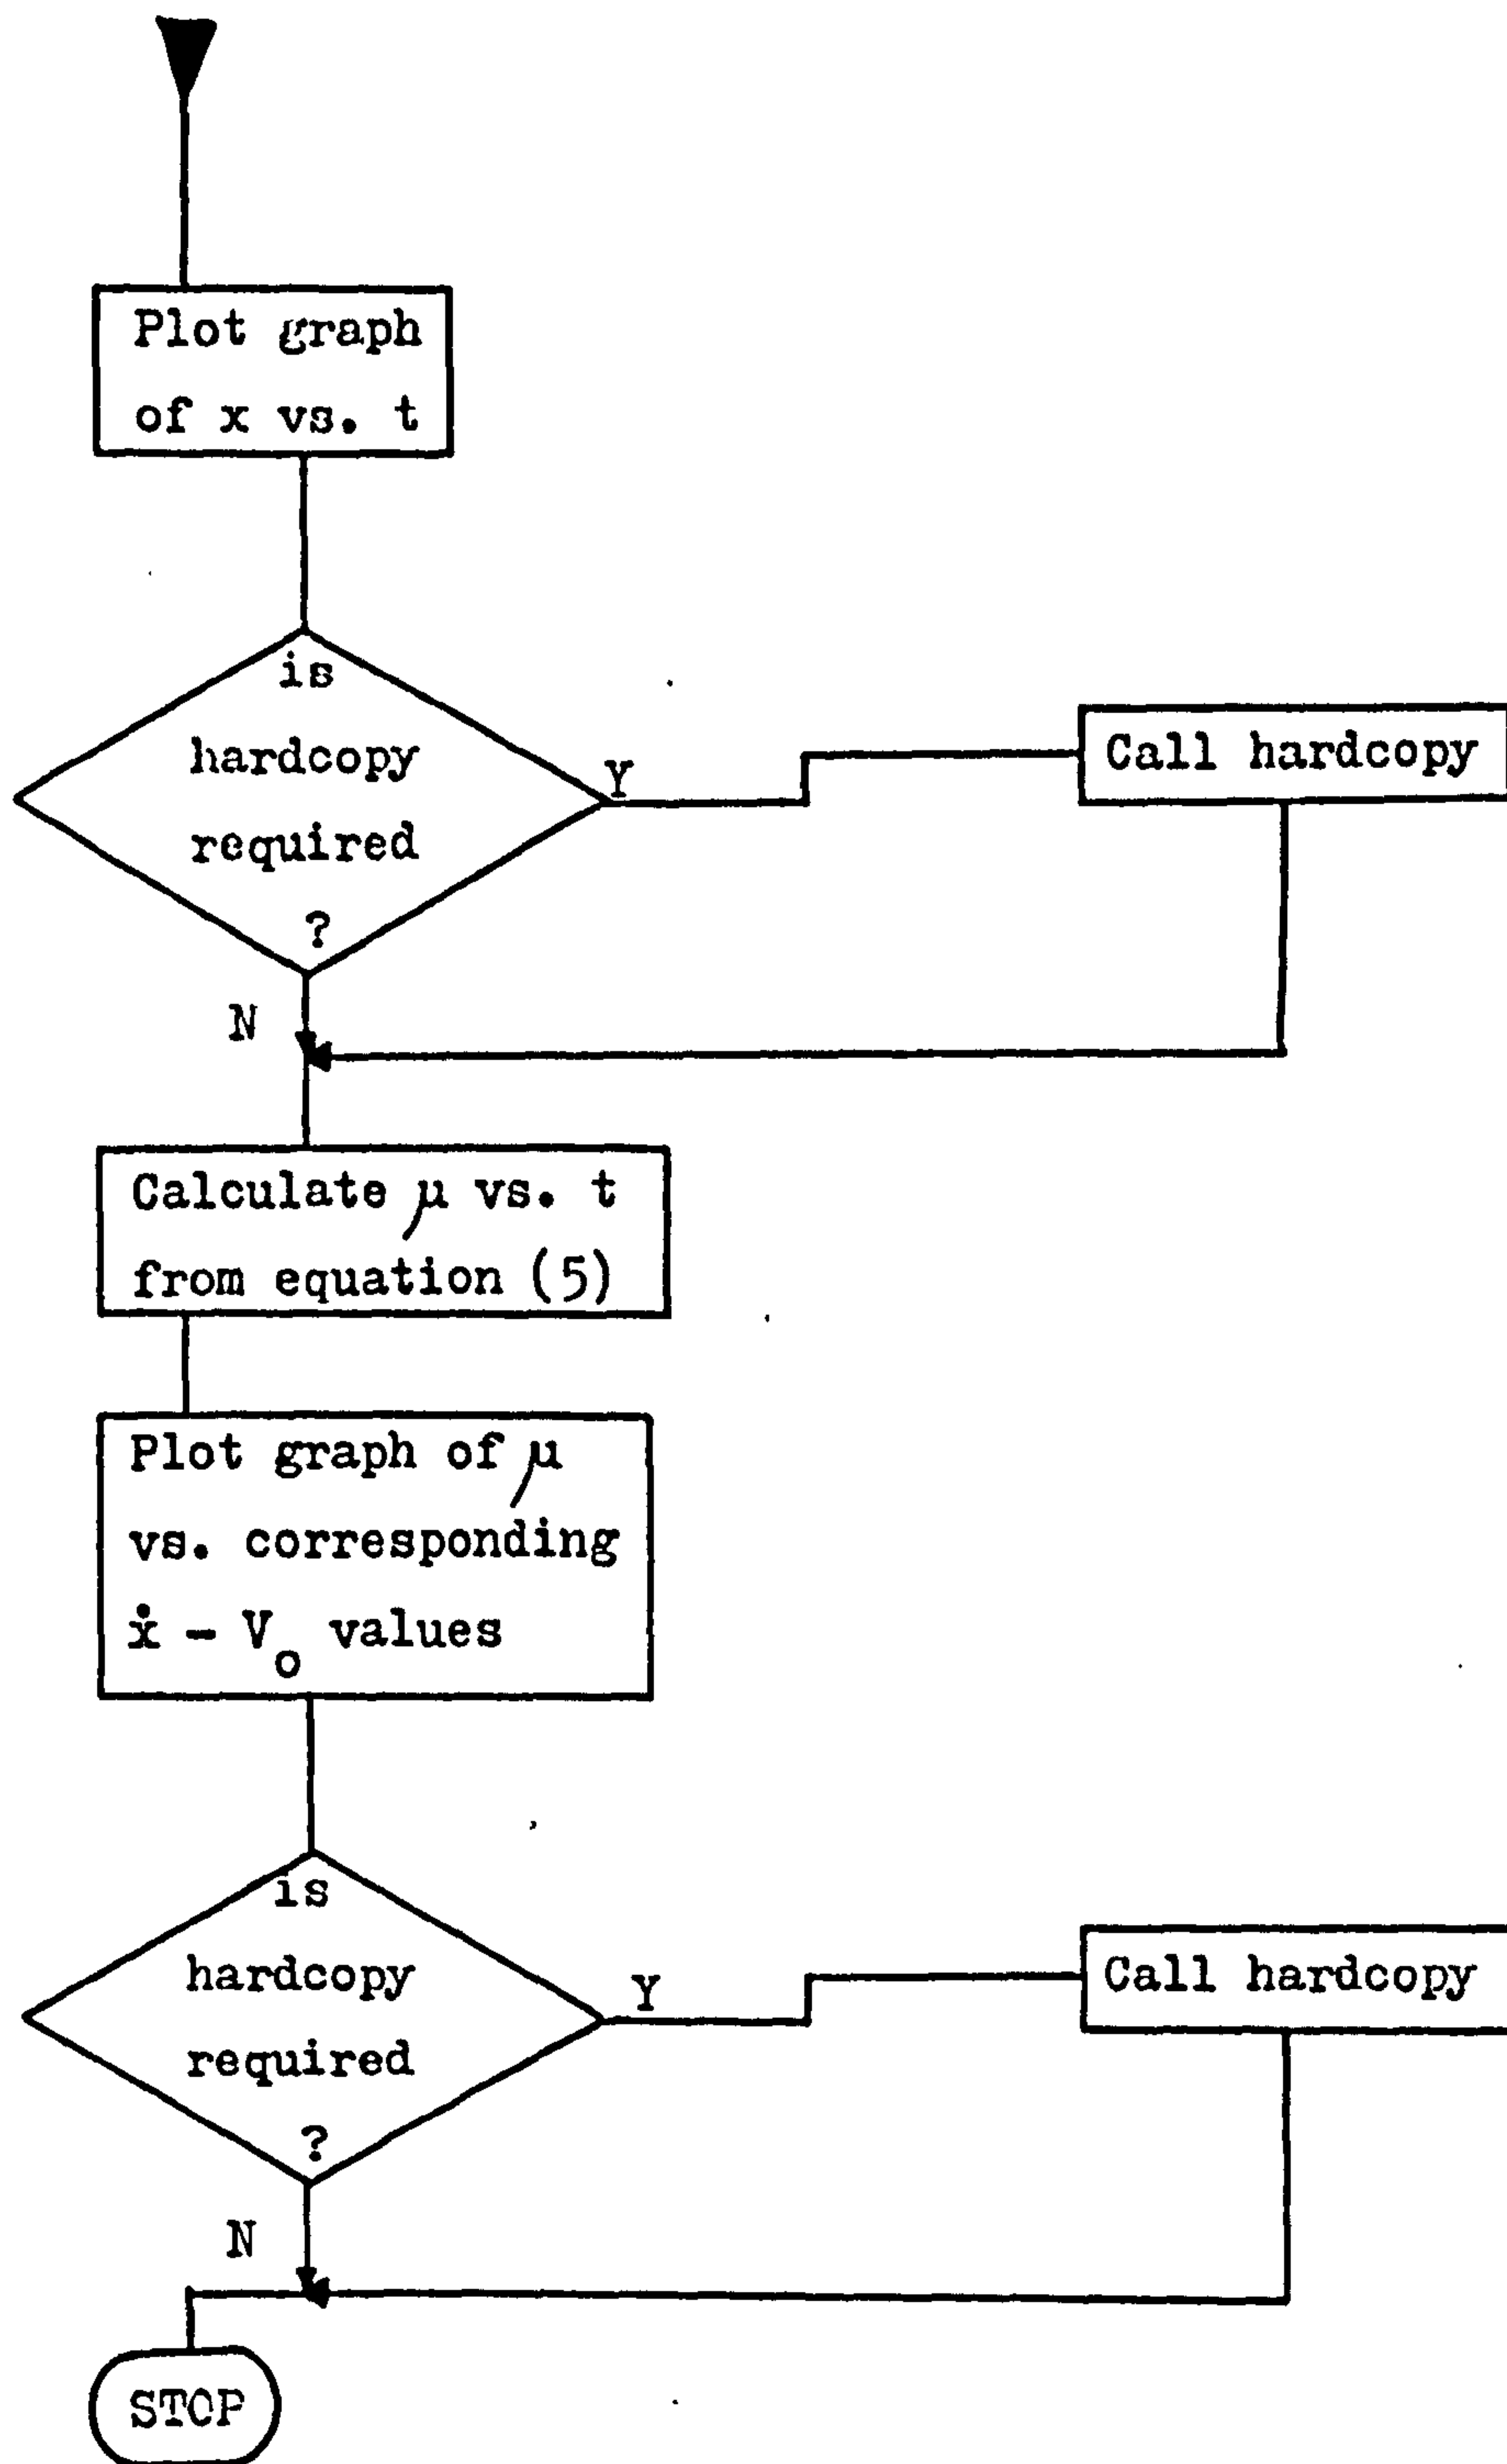 Plot graph
of x vs. t
is
hardcopy
required
?
Y
Call hardcopy
N
Calculate μ vs. t
from equation (5)
Plot graph of μ
vs. corresponding
ẋ - V₀ values
is
hardcopy
required
?
Y
Call hardcopy
N
STOP